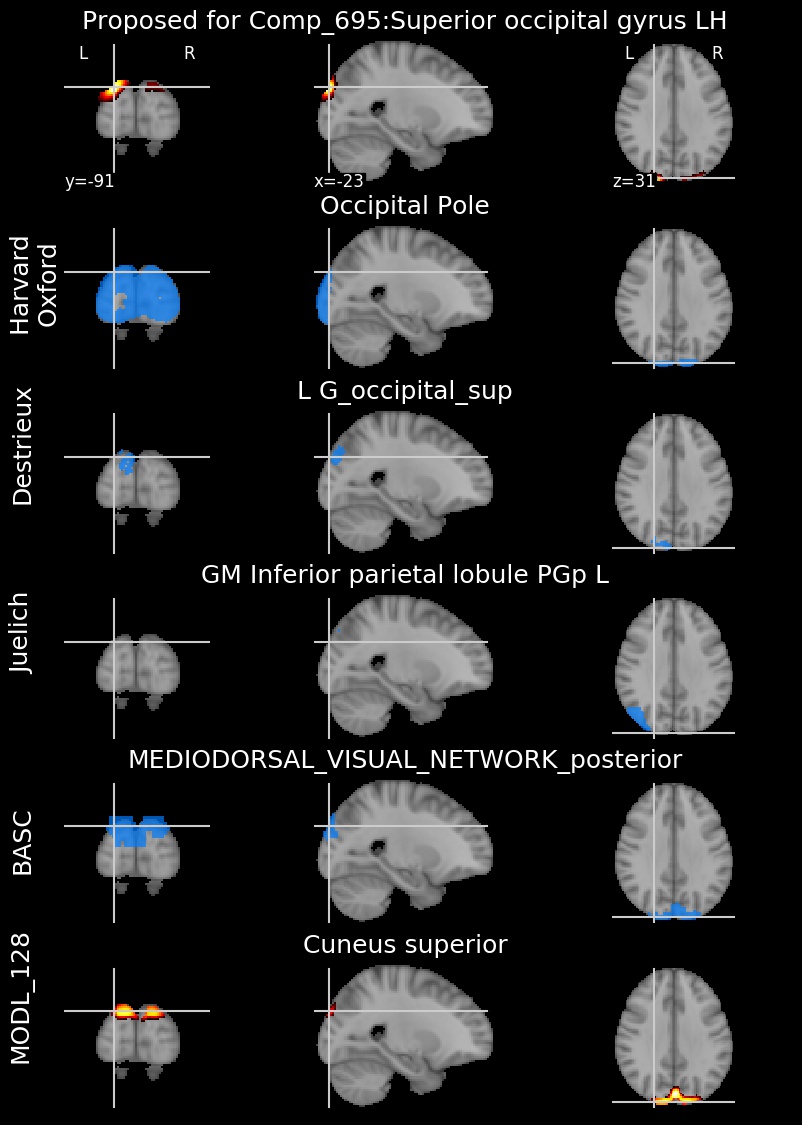 Proposed for Comp_695:Superior occipital gyrus LH
L R L R
y=-91 x=-23 z=31
Occipital Pole
Harvard
Oxford
L G_occipital_sup
Destrieux
GM Inferior parietal lobule PGp L
Juelich
MEDIODORSAL_VISUAL_NETWORK_posterior
BASC
Cuneus superior
MODL_128